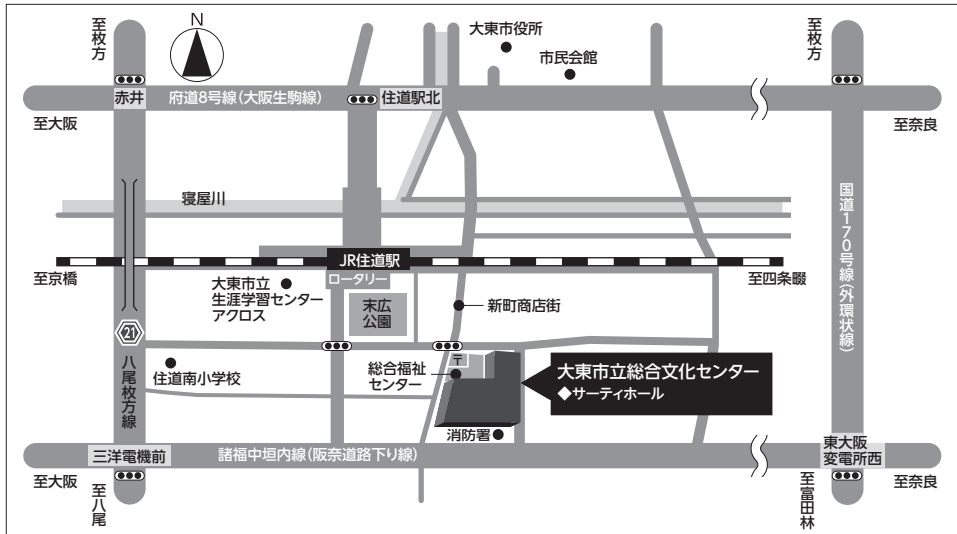 至枚方
N
大東市役所
市民会館
至枚方
赤井
府道8号線(大阪生駒線)
住道駅北
至大阪
至奈良
寝屋川
国道170号線(外環状線)
JR住道駅
至京橋
ロータリー
至四条畷
大東市立
生涯学習センター
アクロス
末広
公園
新町商店街
21
八尾枚方線
住道南小学校
総合福祉
センター
〒
大東市立総合文化センター
◆サーティホール
消防署
三洋電機前
諸福中垣内線(阪奈道路下り線)
東大阪
変電所西
至大阪
至八尾
至富田林
至奈良